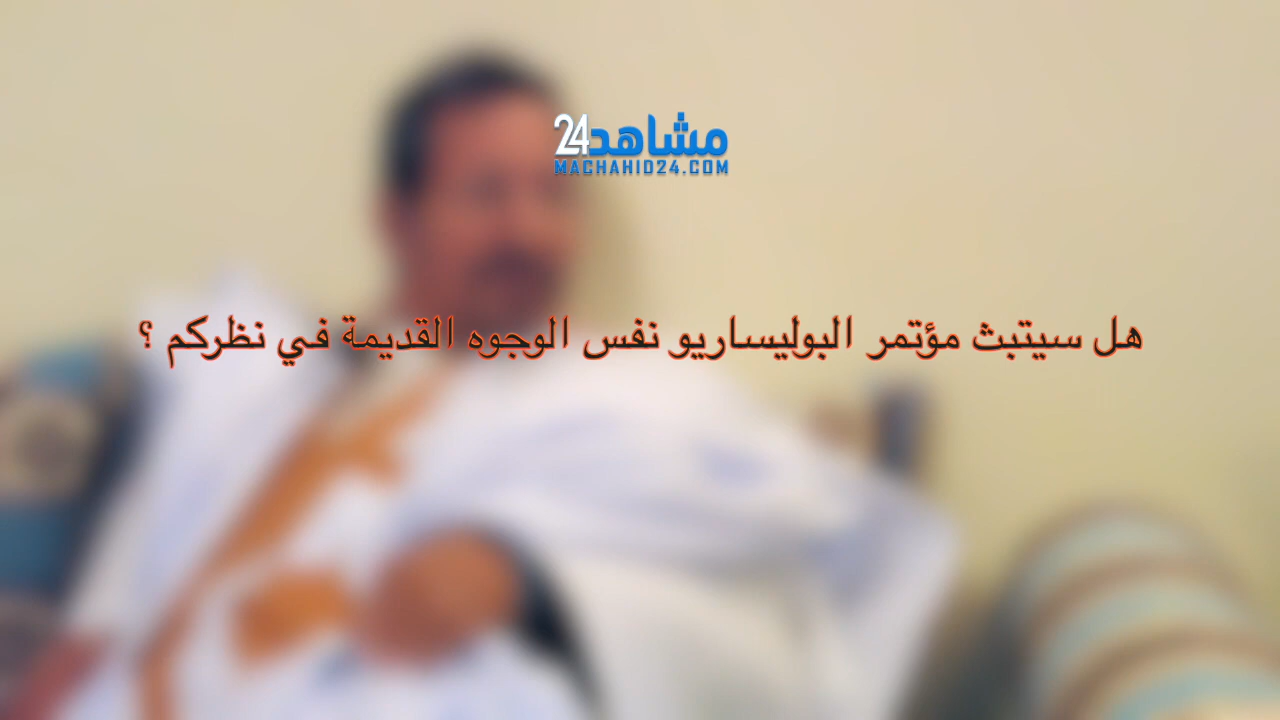 مشاهد24
MACHAHID24.COM
هل سيتبث مؤتمر البوليساريو نفس الوجوه القديمة في نظركم ؟